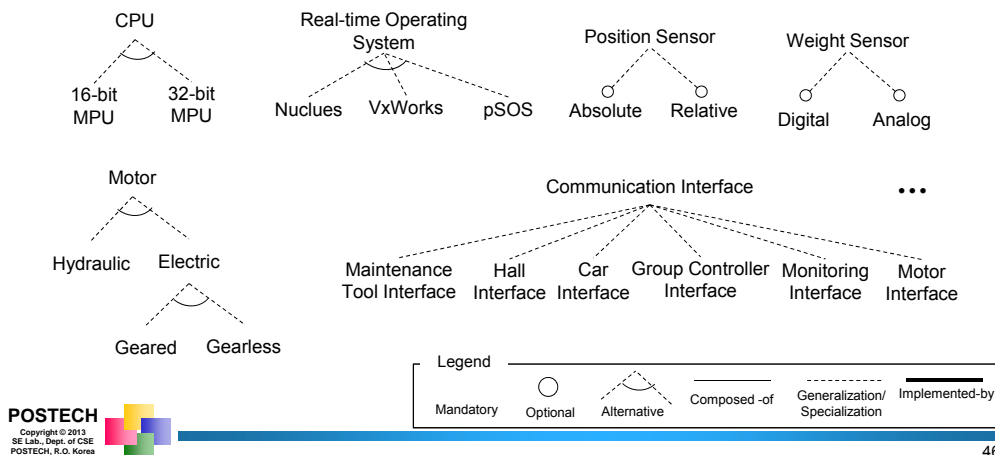 CPU
16-bit
MPU
32-bit
MPU
Real-time Operating
System
Nuclues
VxWorks
pSOS
Position Sensor
Absolute
Relative
Weight Sensor
Digital
Analog
Motor
Hydraulic
Electric
Geared
Gearless
Communication Interface
...
Maintenance
Tool Interface
Hall
Interface
Car
Interface
Group Controller
Interface
Monitoring
Interface
Motor
Interface
Legend
Mandatory
Optional
Alternative
Composed -of
Generalization/
Specialization
Implemented-by
POSTECH
Copyright © 2013
SE Lab., Dept. of CSE
POSTECH, R.O. Korea
46